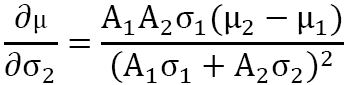 ∂μ/∂σ₂ = A₁A₂σ₁(μ₂ − μ₁)/(A₁σ₁ + A₂σ₂)²